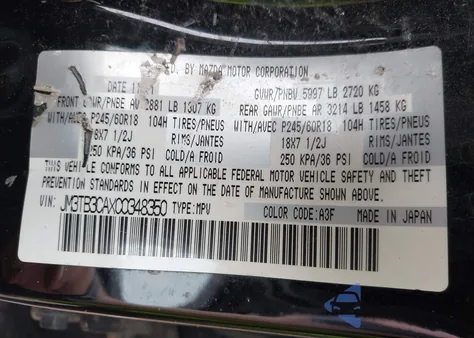 D. BY MAZDA MOTOR CORPORATION
DATE GVWR/PNBV 5997 LB 2720 KG
FRONT GAWR/PNBE AV 2881 LB 1307 KG REAR GAWR/PNBE AR 3214 LB 1458 KG
WITH/AVEC P245/60R18 104H TIRES/PNEUS WITH/AVEC P245/60R18 104H TIRES/PNEUS
18X7 1/2J RIMS/JANTES 18X7 1/2J RIMS/JANTES
250 KPA/36 PSI COLD/A FROID 250 KPA/36 PSI COLD/A FROID
THIS VEHICLE CONFORMS TO ALL APPLICABLE FEDERAL MOTOR VEHICLE SAFETY AND THEFT
PREVENTION STANDARDS IN EFFECT ON THE DATE OF MANUFACTURE SHOWN ABOVE.
VIN: JM3TB3CAXC0348350 TYPE: MPV COLOR CODE: A3F MADE IN JAPAN